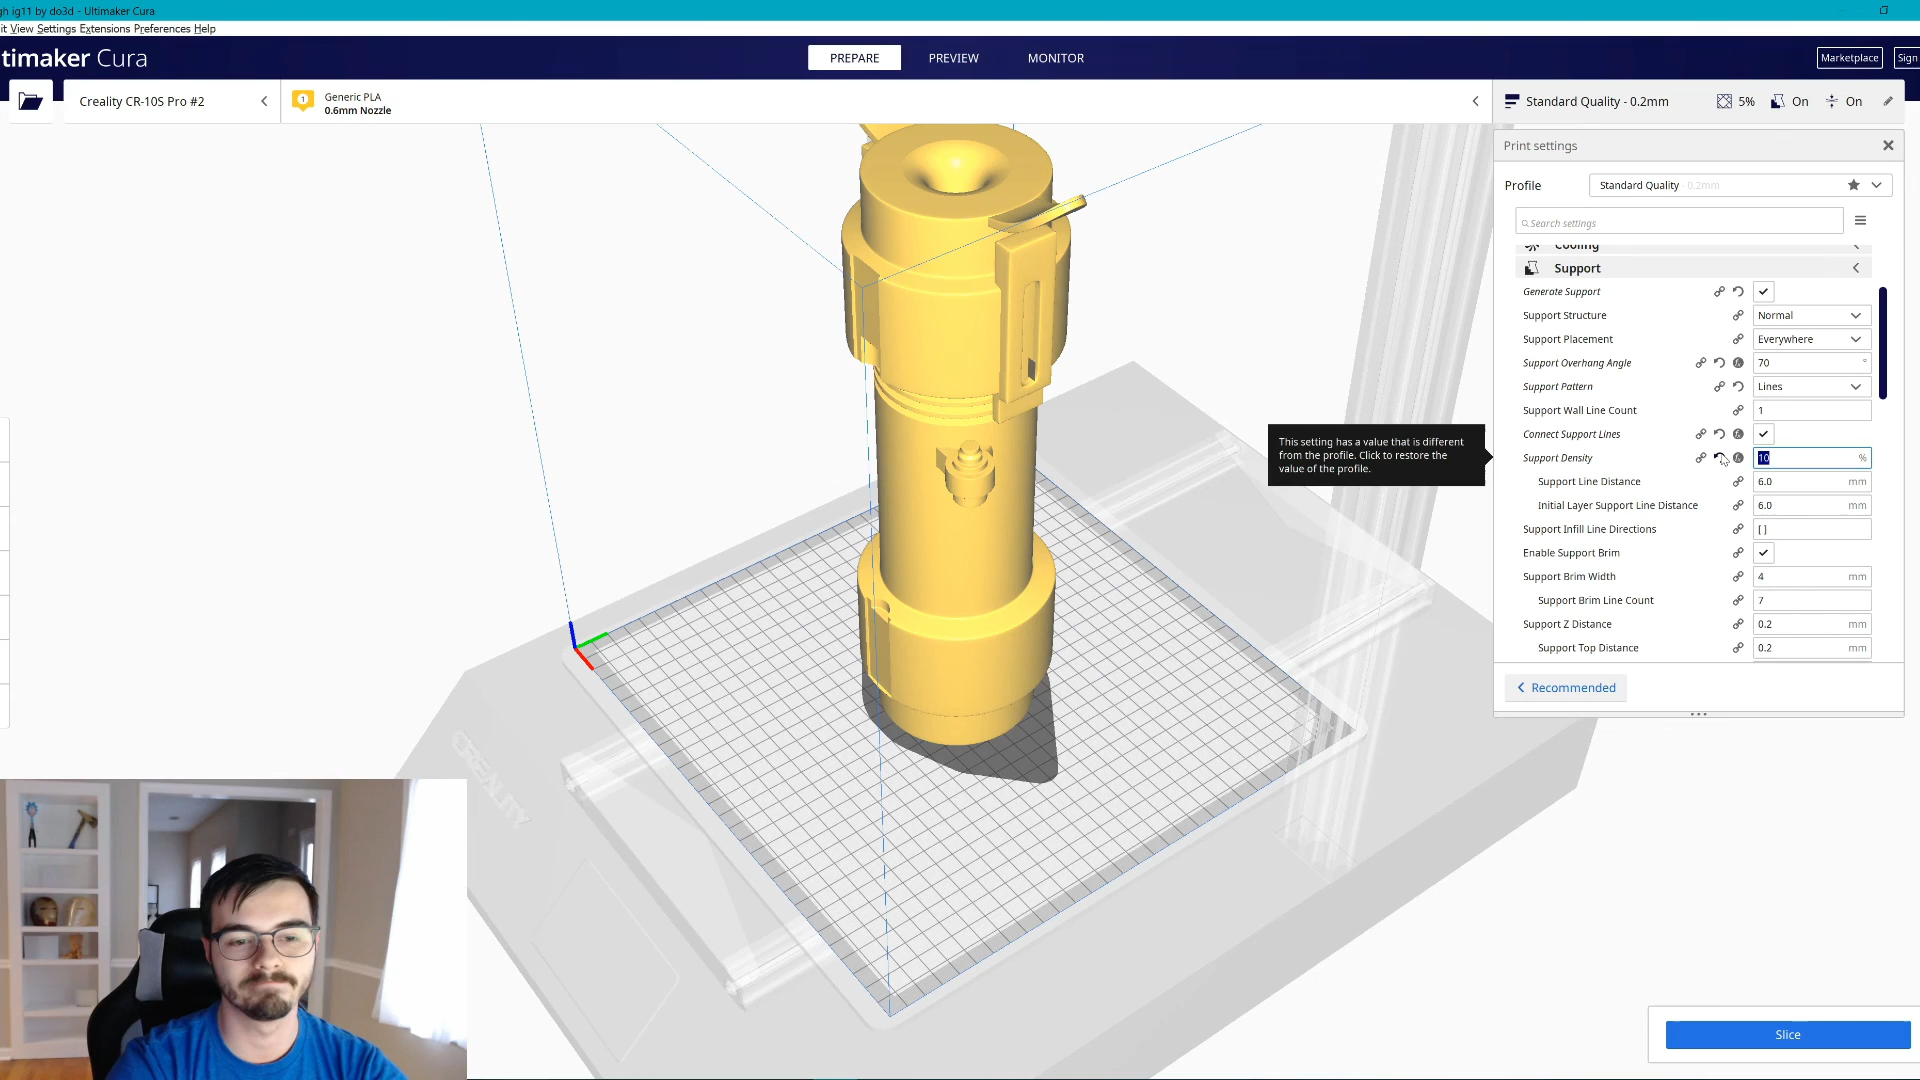 gh ig11 by do3d - Ultimaker Cura
it View Settings Extensions Preferences Help
timaker Cura
PREPARE
PREVIEW
MONITOR
Marketplace
Sign
Creality CR-10S Pro #2
1
Generic PLA
0.6mm Nozzle
Standard Quality - 0.2mm
5%
On
On
Print settings
Profile
Standard Quality - 0.2mm
Search settings
Cooling
Support
Generate Support
Support Structure
Normal
Support Placement
Everywhere
Support Overhang Angle
70 °
Support Pattern
Lines
Support Wall Line Count
1
Connect Support Lines
Support Density
10 %
This setting has a value that is different
from the profile. Click to restore the
value of the profile.
Support Line Distance
6.0 mm
Initial Layer Support Line Distance
6.0 mm
Support Infill Line Directions
[ ]
Enable Support Brim
Support Brim Width
4 mm
Support Brim Line Count
7
Support Z Distance
0.2 mm
Support Top Distance
0.2 mm
Recommended
CREALITY
Slice